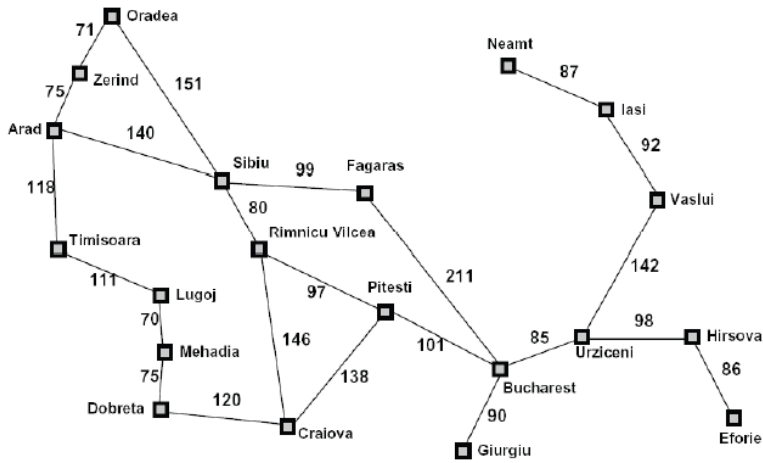 Oradea
71
Neamt
Zerind
87
151
75
Iasi
Arad
140
92
Sibiu
Fagaras
99
118
Vaslui
80
Timisoara
Rimnicu Vilcea
142
111
211
Lugoj
97
Pitesti
70
146
98
Hirsova
101
85
Urziceni
Mehadia
138
86
75
Bucharest
120
Dobreta
90
Craiova
Eforie
Giurgiu